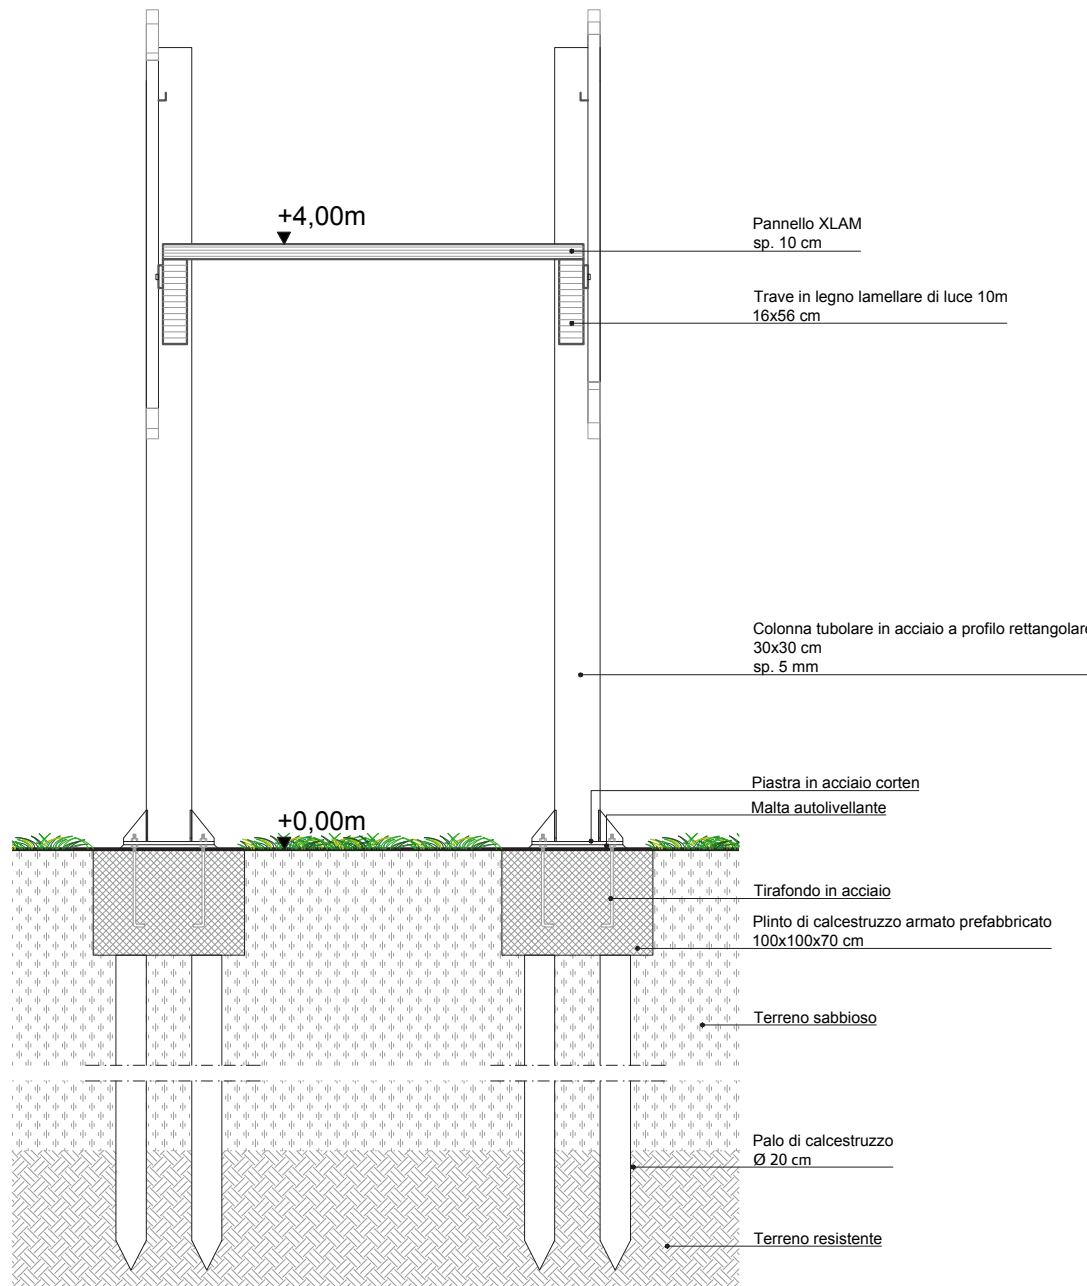 +4,00m
Pannello XLAM
sp. 10 cm
Trave in legno lamellare di luce 10m
16x56 cm
Colonna tubolare in acciaio a profilo rettangolare
30x30 cm
sp. 5 mm
Piastra in acciaio corten
Malta autolivellante
+0,00m
Tirafondo in acciaio
Plinto di calcestruzzo armato prefabbricato
100x100x70 cm
Terreno sabbioso
Palo di calcestruzzo
Ø 20 cm
Terreno resistente